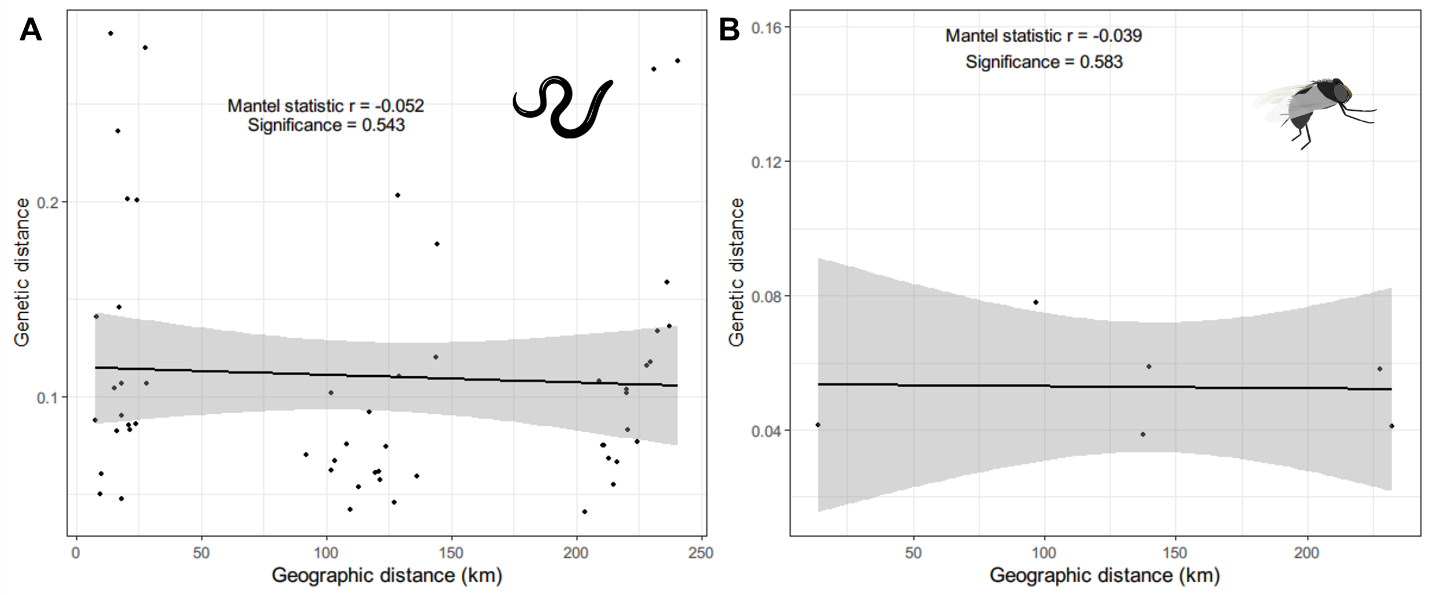 A
Mantel statistic r = -0.052
Significance = 0.543
Genetic distance
0.2
0.1
0
50
100
150
200
250
Geographic distance (km)
B
Mantel statistic r = -0.039
Significance = 0.583
Genetic distance
0.16
0.12
0.08
0.04
50
100
150
200
Geographic distance (km)